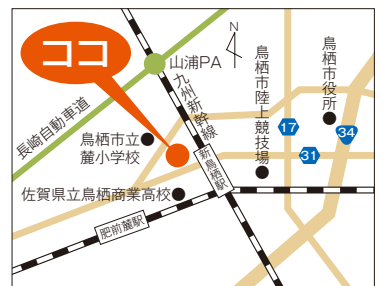 ココ
山浦PA
N
長崎自動車道
九州新幹線
鳥栖市立
麓小学校
鳥栖市陸上競技場
鳥栖市役所
17
34
31
新鳥栖駅
佐賀県立鳥栖商業高校
肥前麓駅